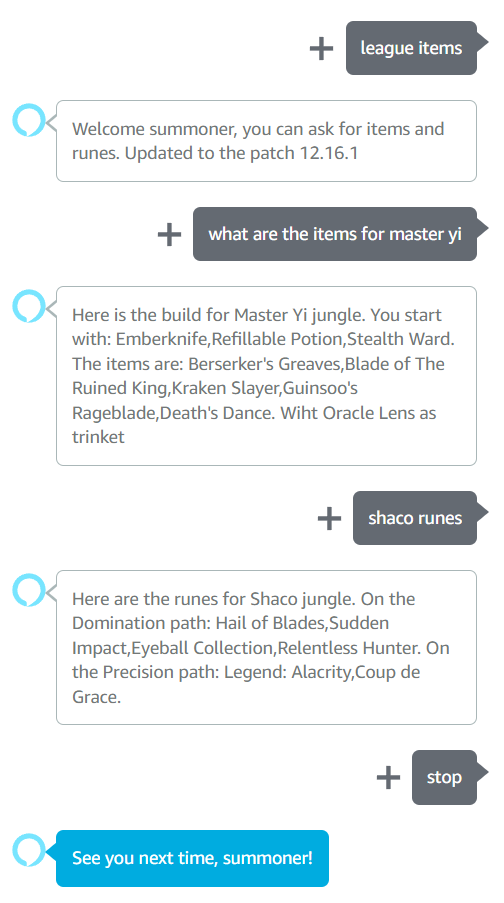 league items
Welcome summoner, you can ask for items and
runes. Updated to the patch 12.16.1
what are the items for master yi
Here is the build for Master Yi jungle. You start
with: Emberknife,Refillable Potion,Stealth Ward.
The items are: Berserker's Greaves,Blade of The
Ruined King,Kraken Slayer,Guinsoo's
Rageblade,Death's Dance. Wiht Oracle Lens as
trinket
shaco runes
Here are the runes for Shaco jungle. On the
Domination path: Hail of Blades,Sudden
Impact,Eyeball Collection,Relentless Hunter. On
the Precision path: Legend: Alacrity,Coup de
Grace.
stop
See you next time, summoner!